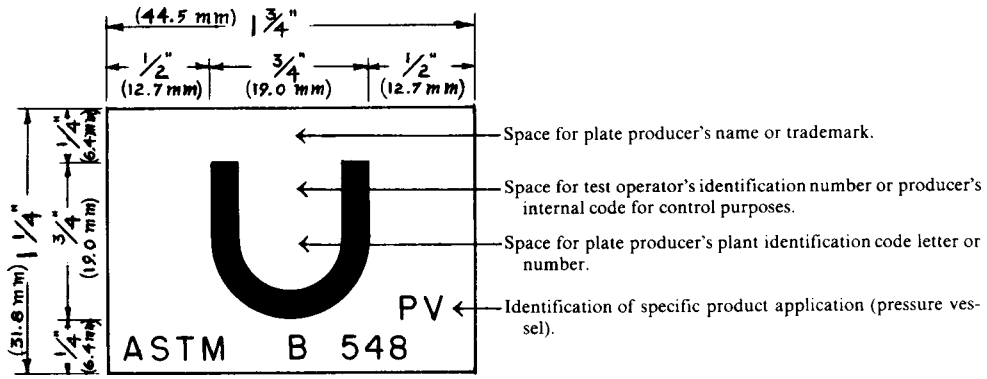 (44.5 mm) 1 3/4"
1/2" 3/4" 1/2"
(12.7 mm) (19.0 mm) (12.7 mm)
1/4"
(6.4 mm)
3/4"
(19.0 mm)
1 1/4"
(31.8 mm)
1/4"
(6.4 mm)
Space for plate producer's name or trademark.
Space for test operator's identification number or producer's
internal code for control purposes.
Space for plate producer's plant identification code letter or
number.
U
PV
Identification of specific product application (pressure ves-
sel).
ASTM B 548